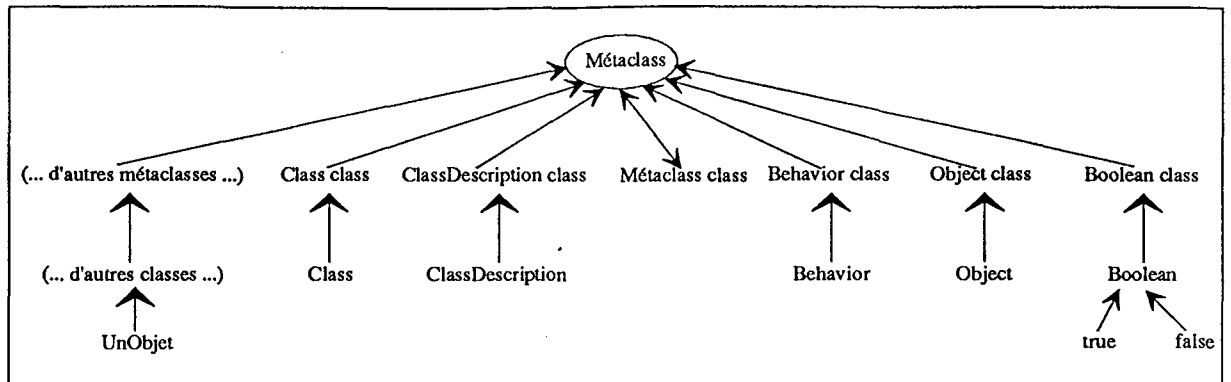 Métaclass
(... d'autres métaclasses ...) Class class ClassDescription class Métaclass class Behavior class Object class Boolean class
(... d'autres classes ...) Class ClassDescription Behavior Object Boolean
UnObjet true false